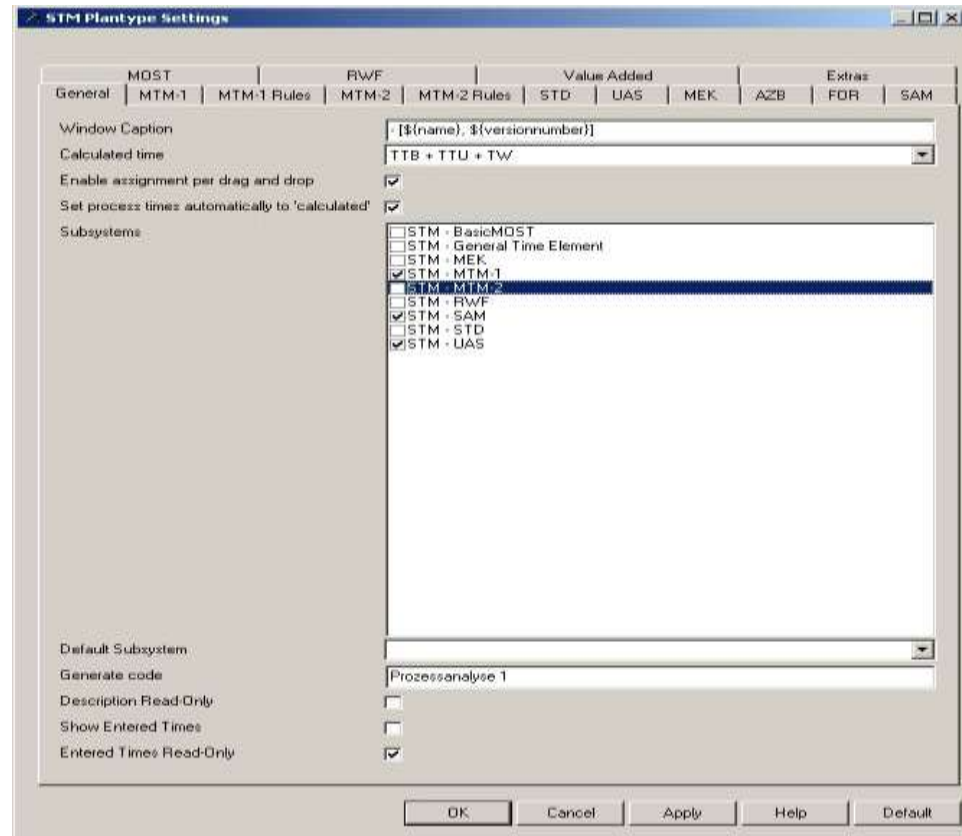 STM Plantype Settings
MOST RWF Value Added Extras
General MTM-1 MTM-1 Rules MTM-2 MTM-2 Rules STD UAS MEK AZB FOR SAM
Window Caption - [${name}, ${versionnumber}]
Calculated time TTB + TTU + TW
Enable assignment per drag and drop
Set process times automatically to 'calculated'
Subsystems STM - BasicMOST
STM - General Time Element
STM - MEK
STM - MTM-1
STM - MTM-2
STM - RWF
STM - SAM
STM - STD
STM - UAS
Default Subsystem
Generate code Prozessanalyse 1
Description Read-Only
Show Entered Times
Entered Times Read-Only
OK Cancel Apply Help Default